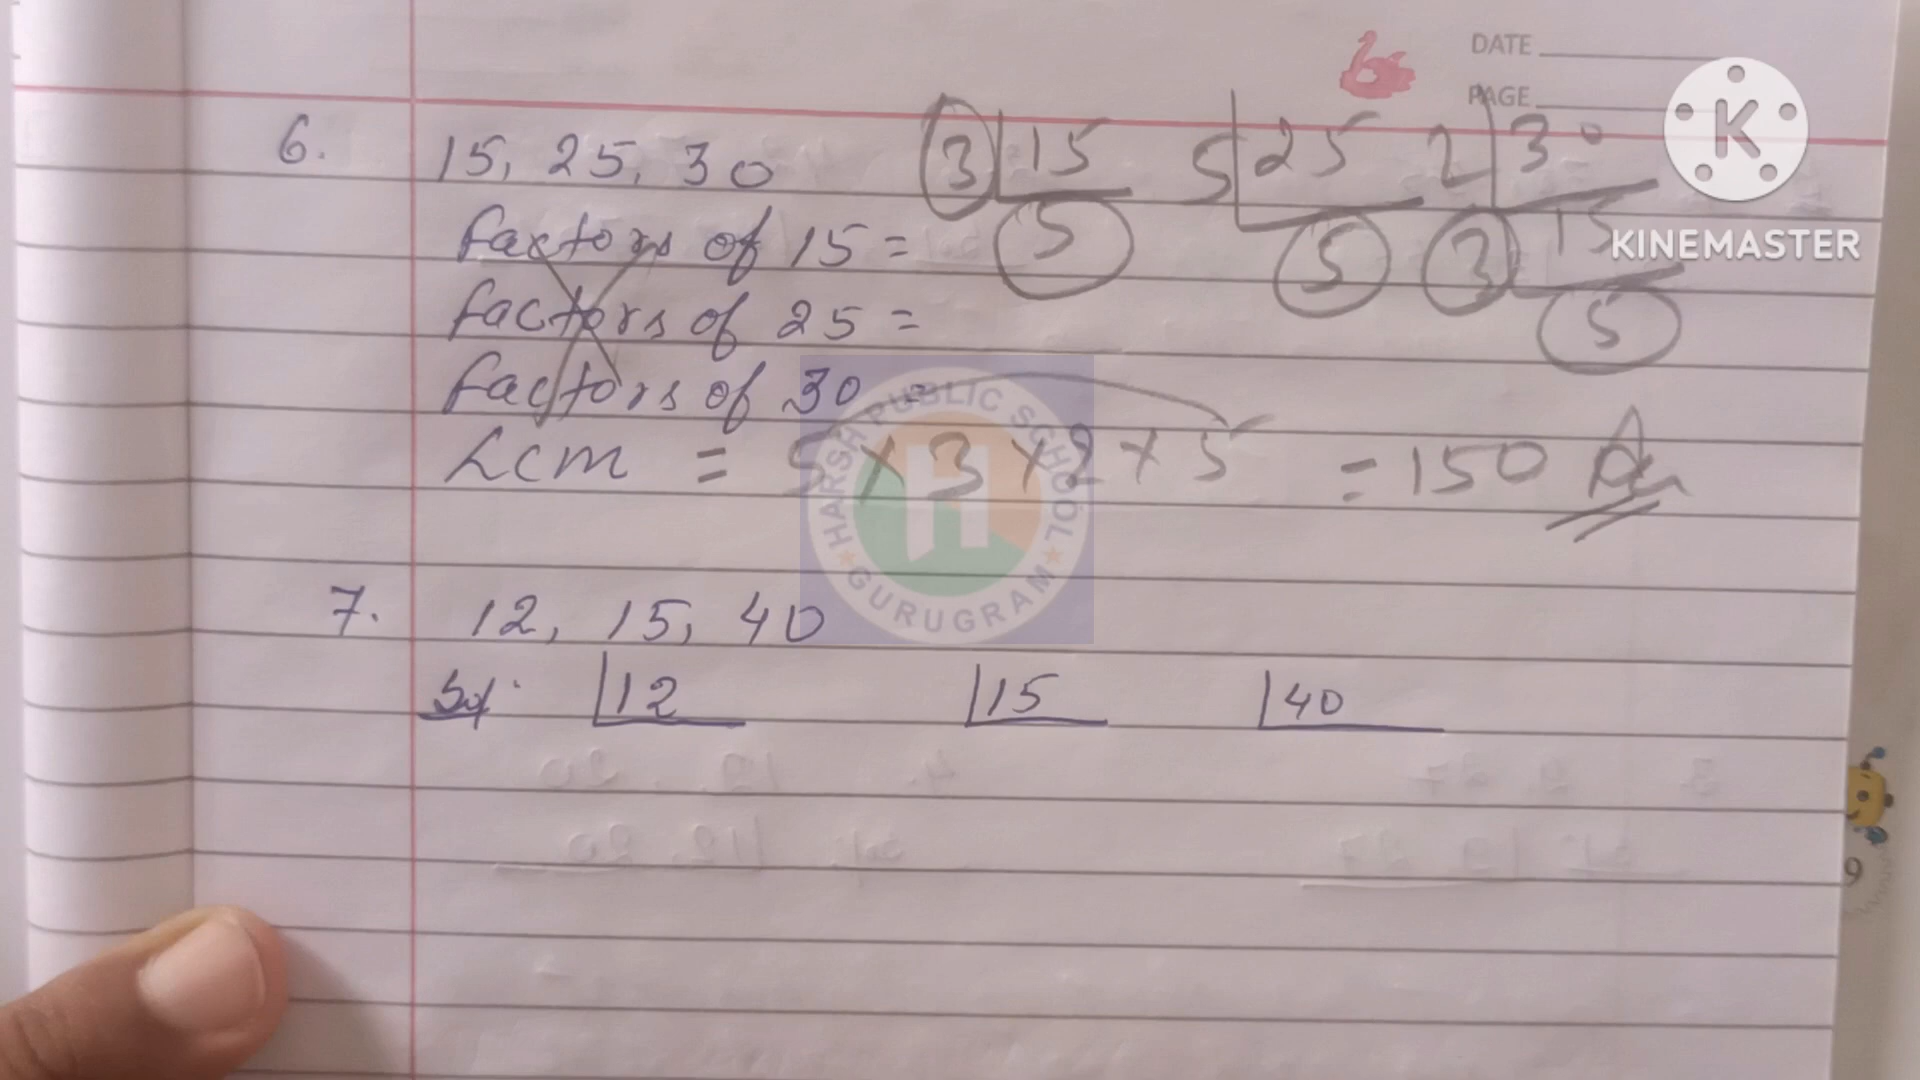 DATE
PAGE
6. 15, 25, 30
3 15 5 25 2 30
factors of 15 = 5 5 3 15
factors of 25 = 5
factors of 30 =
Lcm = 5 x 3 x 2 x 5 = 150
7. 12, 15, 40
Sol. 12 15 40
K
KINEMASTER
HARSH PUBLIC SCHOOL
H
GURUGRAM
9